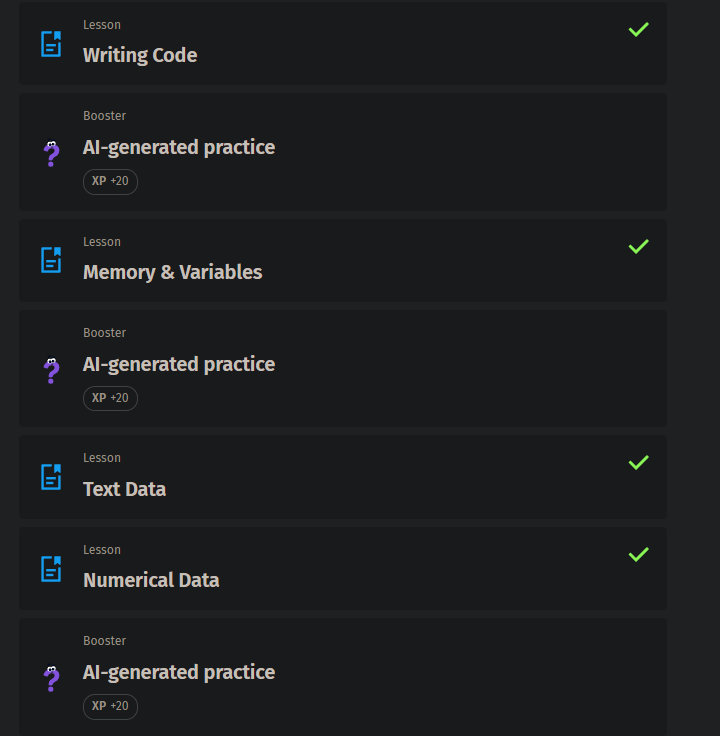 Lesson
Writing Code
Booster
AI-generated practice
XP +20
Lesson
Memory & Variables
Booster
AI-generated practice
XP +20
Lesson
Text Data
Lesson
Numerical Data
Booster
AI-generated practice
XP +20